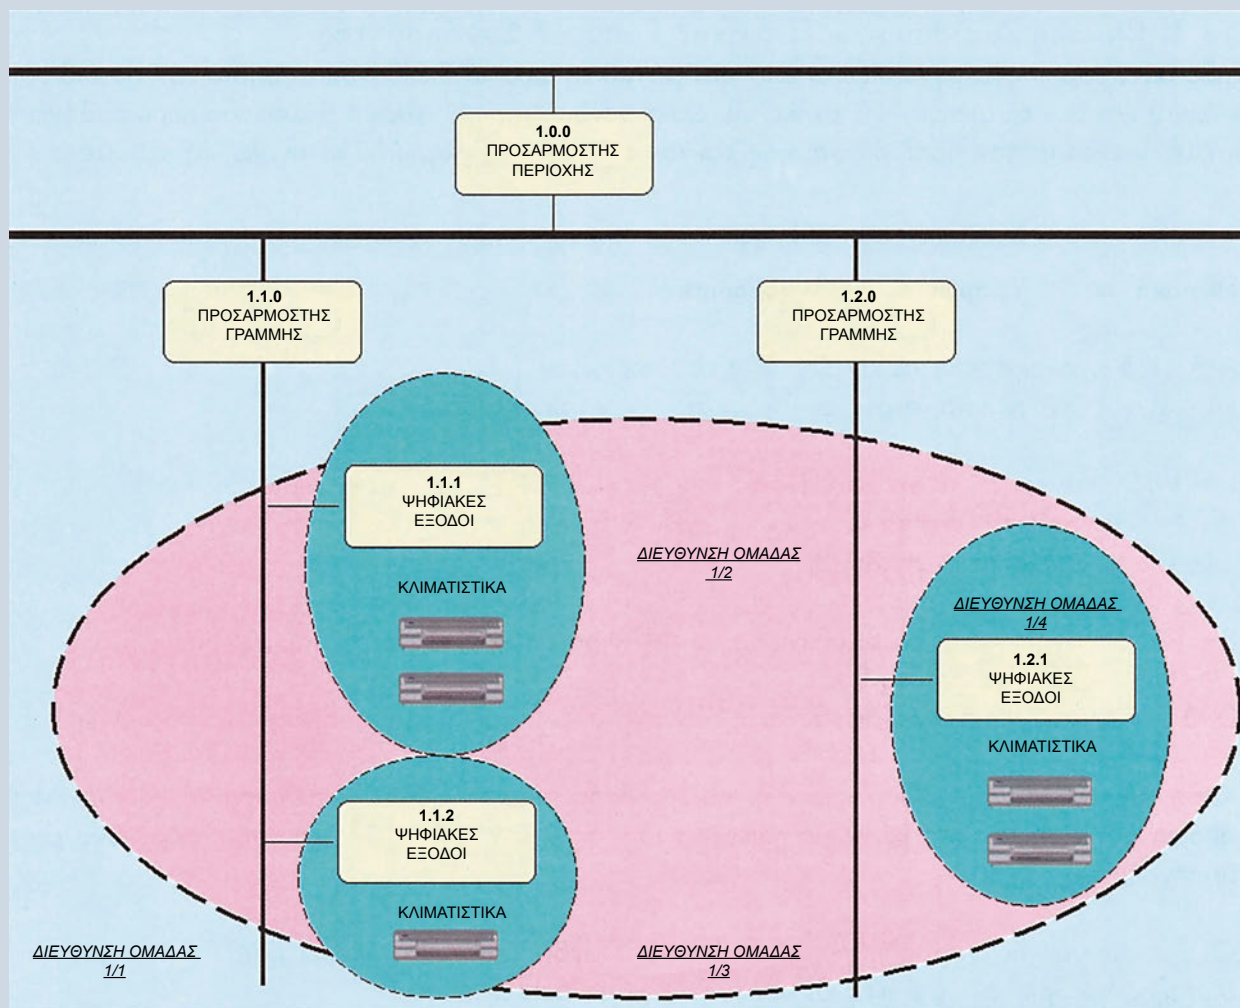 1.0.0
ΠΡΟΣΑΡΜΟΣΤΗΣ
ΠΕΡΙΟΧΗΣ
1.1.0
ΠΡΟΣΑΡΜΟΣΤΗΣ
ΓΡΑΜΜΗΣ
1.2.0
ΠΡΟΣΑΡΜΟΣΤΗΣ
ΓΡΑΜΜΗΣ
1.1.1
ΨΗΦΙΑΚΕΣ
ΕΞΟΔΟΙ
ΚΛΙΜΑΤΙΣΤΙΚΑ
ΔΙΕΥΘΥΝΣΗ ΟΜΑΔΑΣ
1/2
ΔΙΕΥΘΥΝΣΗ ΟΜΑΔΑΣ
1/4
1.2.1
ΨΗΦΙΑΚΕΣ
ΕΞΟΔΟΙ
ΚΛΙΜΑΤΙΣΤΙΚΑ
1.1.2
ΨΗΦΙΑΚΕΣ
ΕΞΟΔΟΙ
ΚΛΙΜΑΤΙΣΤΙΚΑ
ΔΙΕΥΘΥΝΣΗ ΟΜΑΔΑΣ
1/1
ΔΙΕΥΘΥΝΣΗ ΟΜΑΔΑΣ
1/3